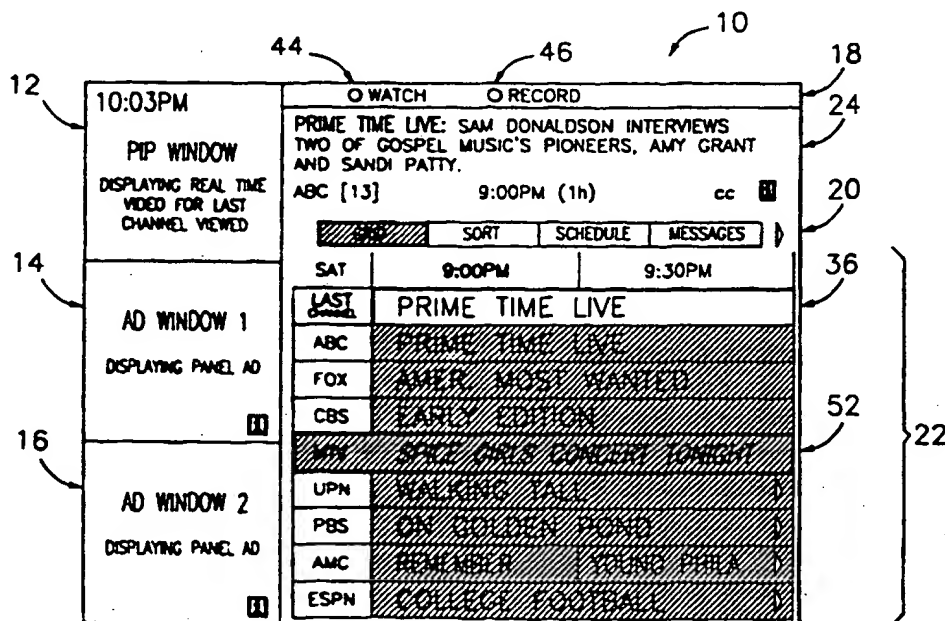 10
44
46
18
12
24
20
14
36
52
22
16
10:03PM
PIP WINDOW
DISPLAYING REAL TIME
VIDEO FOR LAST
CHANNEL VIEWED
AD WINDOW 1
DISPLAYING PANEL AD
AD WINDOW 2
DISPLAYING PANEL AD
WATCH RECORD
PRIME TIME LIVE: SAM DONALDSON INTERVIEWS
TWO OF GOSPEL MUSIC'S PIONEERS, AMY GRANT
AND SANDI PATTY.
ABC [13] 9:00PM (1h) cc
GRID SORT SCHEDULE MESSAGES
SAT 9:00PM 9:30PM
LAST CHANNEL PRIME TIME LIVE
ABC PRIME TIME LIVE
FOX AMER. MOST WANTED
CBS EARLY EDITION
MTV SPICE GIRLS CONCERT TONIGHT
UPN WALKING TALL
PBS ON GOLDEN POND
AMC REMEMBER YOUNG PHILA.
ESPN COLLEGE FOOTBALL